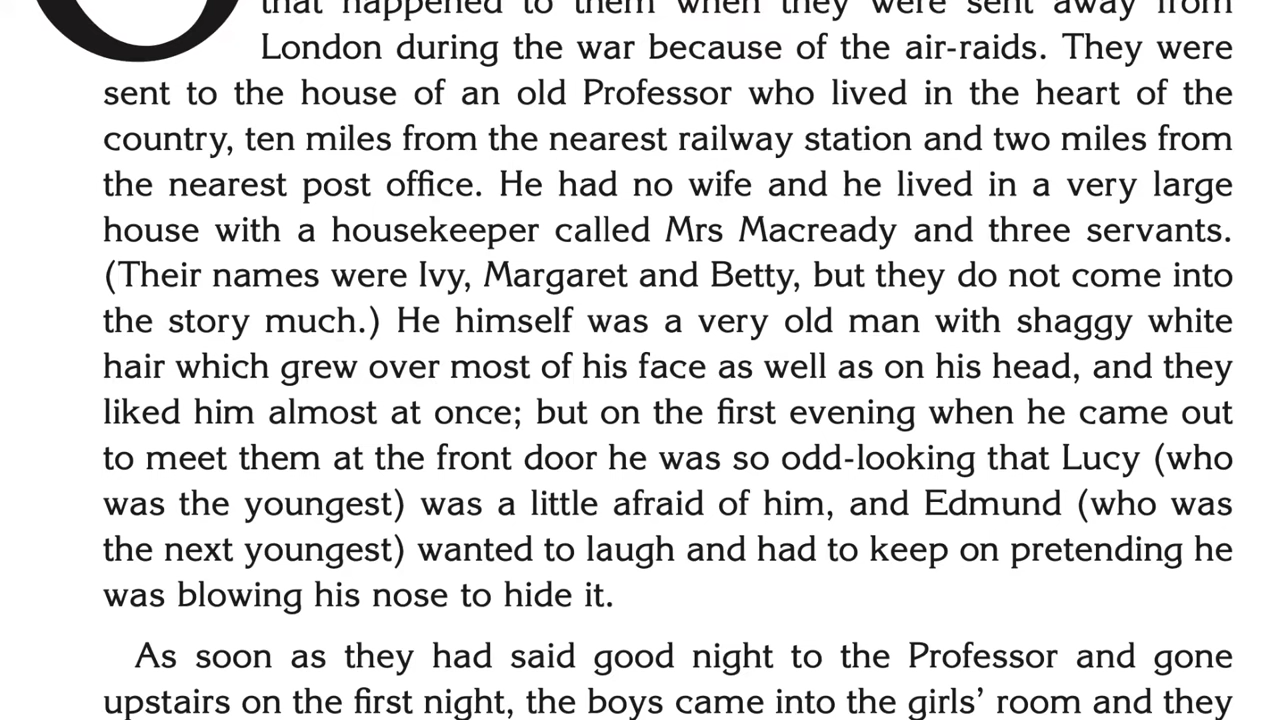 that happened to them when they were sent away from
London during the war because of the air-raids. They were
sent to the house of an old Professor who lived in the heart of the
country, ten miles from the nearest railway station and two miles from
the nearest post office. He had no wife and he lived in a very large
house with a housekeeper called Mrs Macready and three servants.
(Their names were Ivy, Margaret and Betty, but they do not come into
the story much.) He himself was a very old man with shaggy white
hair which grew over most of his face as well as on his head, and they
liked him almost at once; but on the first evening when he came out
to meet them at the front door he was so odd-looking that Lucy (who
was the youngest) was a little afraid of him, and Edmund (who was
the next youngest) wanted to laugh and had to keep on pretending he
was blowing his nose to hide it.
As soon as they had said good night to the Professor and gone
upstairs on the first night, the boys came into the girls’ room and they